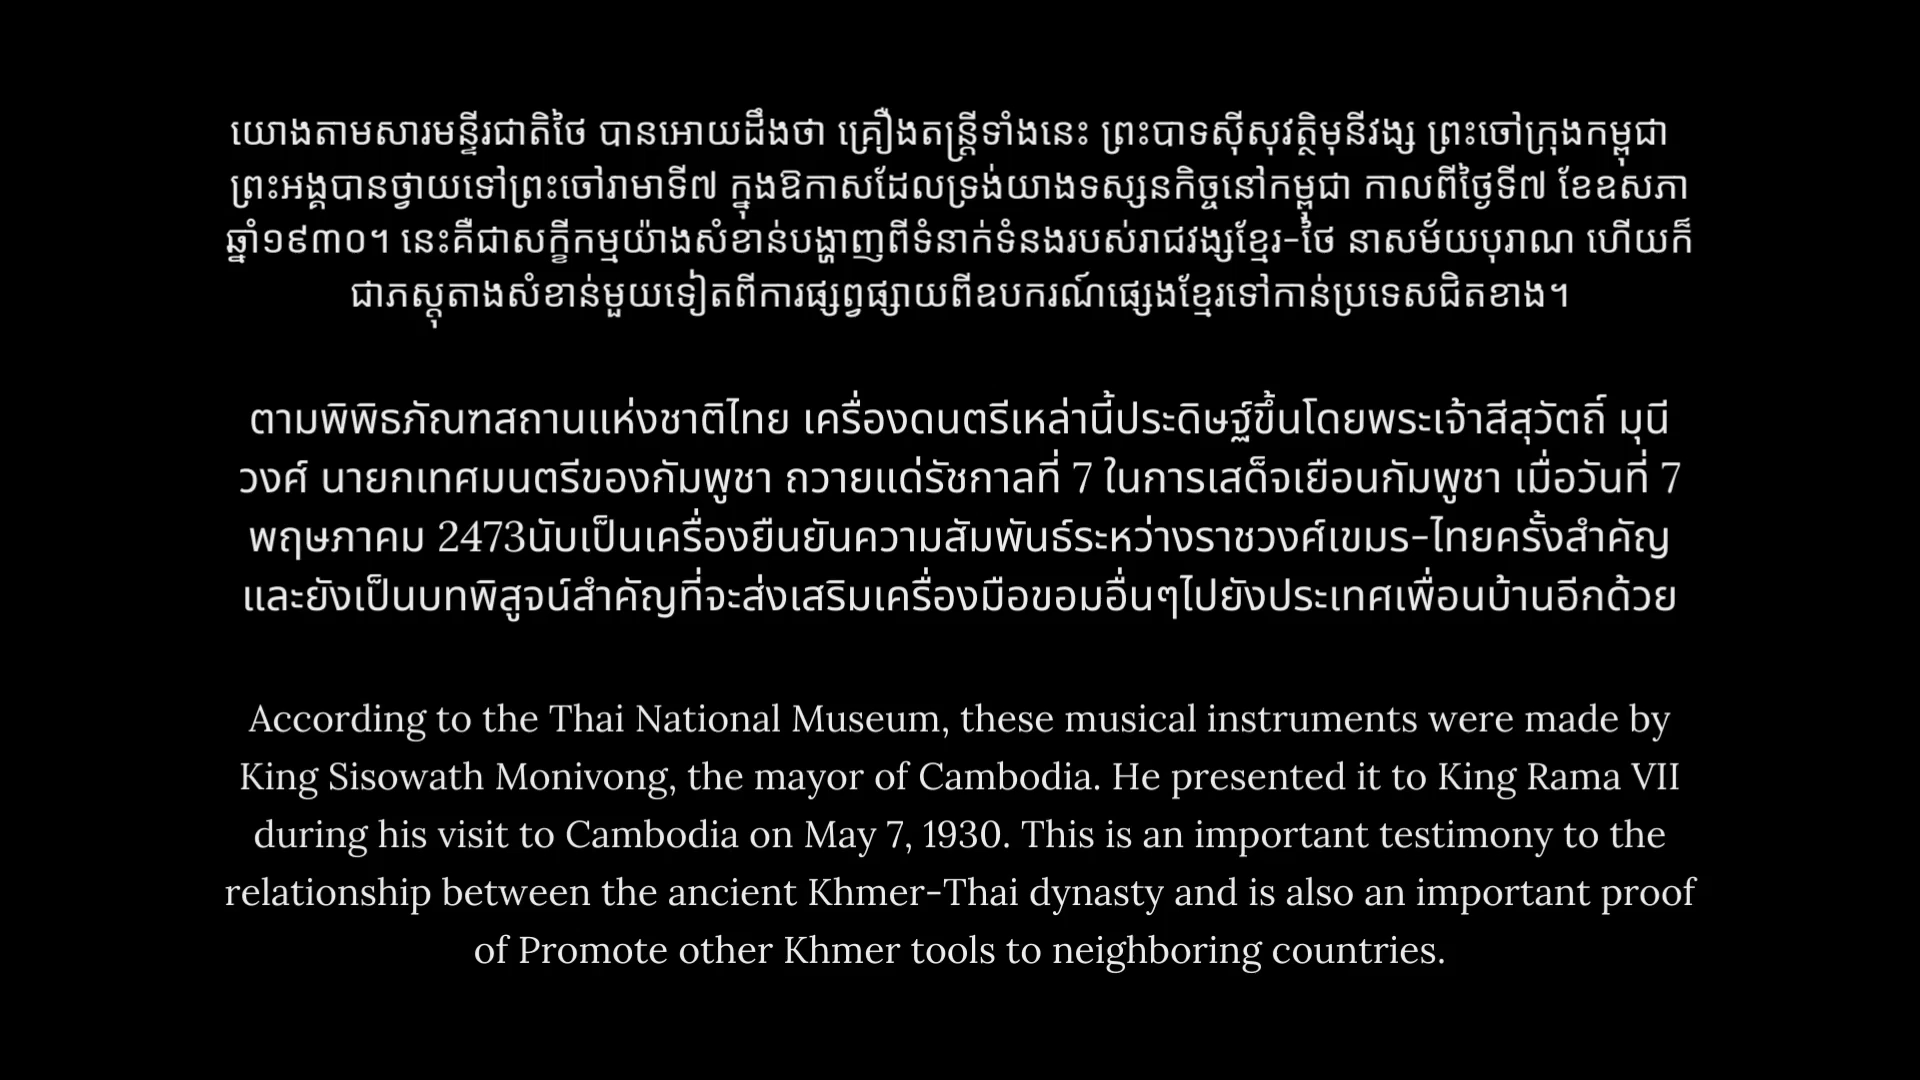 យោងតាមសារមន្ទីរជាតិថៃ បានអោយដឹងថា គ្រឿងតន្ត្រីទាំងនេះ ព្រះបាទស៊ីសុវត្ថិមុនីវង្ស ព្រះចៅក្រុងកម្ពុជា
ព្រះអង្គបានថ្វាយទៅព្រះចៅរាមាទី៧ ក្នុងឱកាសដែលទ្រង់យាងទស្សនកិច្ចនៅកម្ពុជា កាលពីថ្ងៃទី៧ ខែឧសភា
ឆ្នាំ១៩៣០។ នេះគឺជាសក្ខីកម្មយ៉ាងសំខាន់បង្ហាញពីទំនាក់ទំនងរបស់រាជវង្សខ្មែរ-ថៃ នាសម័យបុរាណ ហើយក៏
ជាភស្តុតាងសំខាន់មួយទៀតពីការផ្សព្វផ្សាយពីឧបករណ៍ផ្សេងខ្មែរទៅកាន់ប្រទេសជិតខាង។
ตามพิพิธภัณฑสถานแห่งชาติไทย เครื่องดนตรีเหล่านี้ประดิษฐ์ขึ้นโดยพระเจ้าสีสุวัตถิ์ มุนี
วงศ์ นายกเทศมนตรีของกัมพูชา ถวายแด่รัชกาลที่ 7 ในการเสด็จเยือนกัมพูชา เมื่อวันที่ 7
พฤษภาคม 2473นับเป็นเครื่องยืนยันความสัมพันธ์ระหว่างราชวงศ์เขมร-ไทยครั้งสำคัญ
และยังเป็นบทพิสูจน์สำคัญที่จะส่งเสริมเครื่องมือขอมอื่นๆไปยังประเทศเพื่อนบ้านอีกด้วย
According to the Thai National Museum, these musical instruments were made by
King Sisowath Monivong, the mayor of Cambodia. He presented it to King Rama VII
during his visit to Cambodia on May 7, 1930. This is an important testimony to the
relationship between the ancient Khmer-Thai dynasty and is also an important proof
of Promote other Khmer tools to neighboring countries.